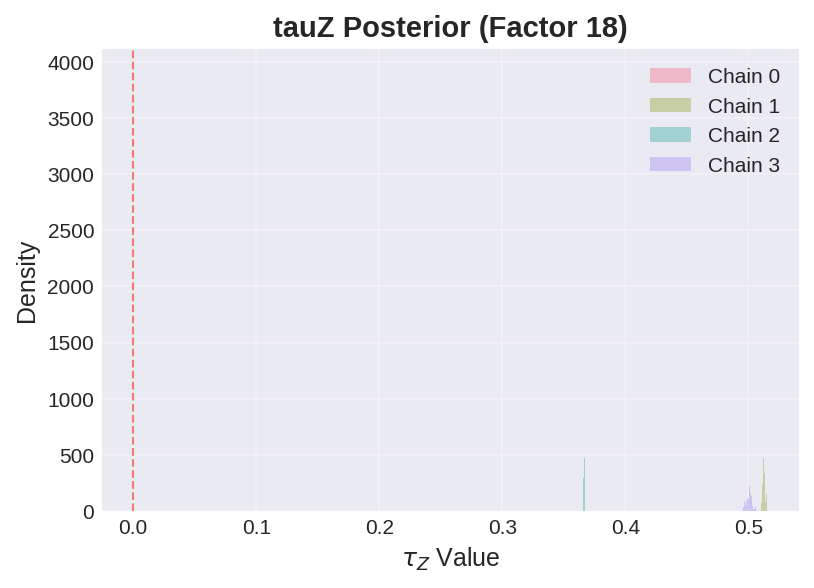 tauZ Posterior (Factor 18)
Chain 0
Chain 1
Chain 2
Chain 3
Density
4000
3500
3000
2500
2000
1500
1000
500
0
0.0 0.1 0.2 0.3 0.4 0.5
τ_Z Value